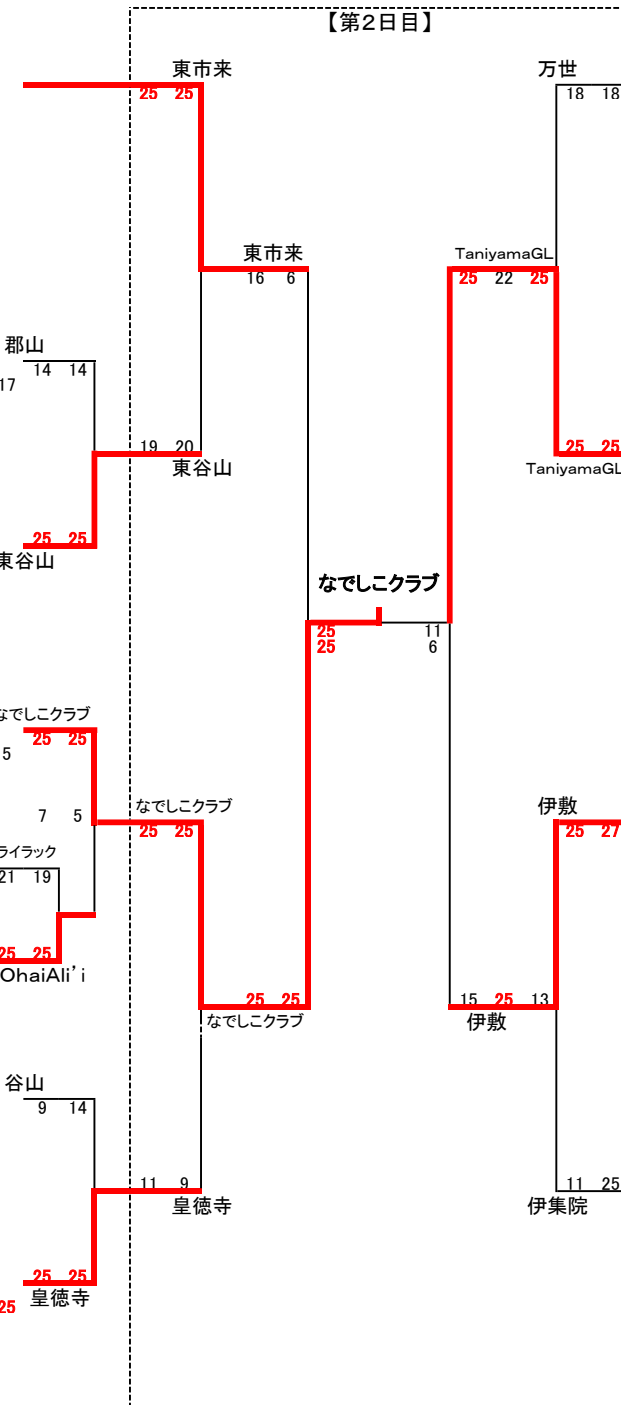 【第2日目】
東市来
万世
25 25
18 18
東市来
TaniyamaGL
16 6
25 22 25
郡山
14 14
17
19 20
25 25
東谷山
TaniyamaGL
25 25
東谷山
なでしこクラブ
25
25
11
6
なでしこクラブ
25 25
5
7 5
なでしこクラブ
伊敷
25 25
25 27
ライラック
21 19
25 25
OhaiAli'i
25 25
15 25 13
なでしこクラブ
伊敷
谷山
9 14
11 9
11 25
皇徳寺
伊集院
25 25
皇徳寺
25